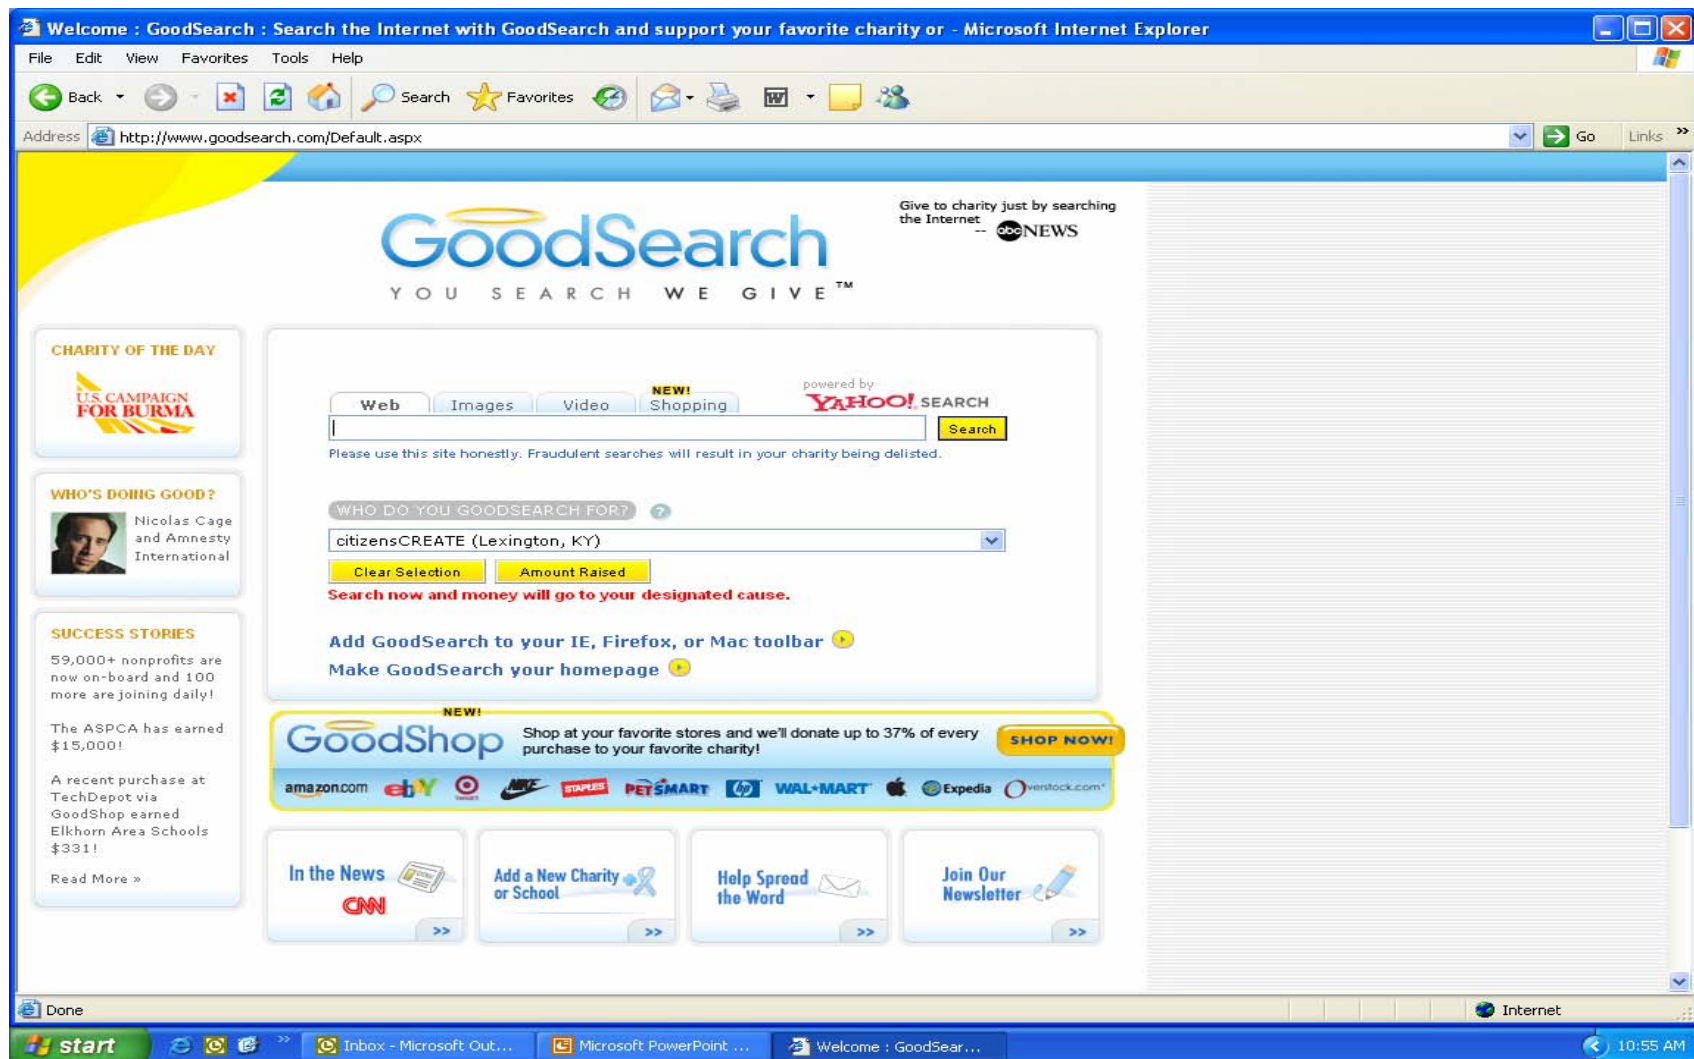 Welcome : GoodSearch : Search the Internet with GoodSearch and support your favorite charity or - Microsoft Internet Explorer
File Edit View Favorites Tools Help
Back Search Favorites
Address http://www.goodsearch.com/Default.aspx Go Links »
GoodSearch
YOU SEARCH WE GIVE™
Give to charity just by searching
the Internet
-- abc NEWS
CHARITY OF THE DAY
U.S. CAMPAIGN
FOR BURMA
WHO'S DOING GOOD?
Nicolas Cage
and Amnesty
International
SUCCESS STORIES
59,000+ nonprofits are
now on-board and 100
more are joining daily!
The ASPCA has earned
$15,000!
A recent purchase at
TechDepot via
GoodShop earned
Elkhorn Area Schools
$331!
Read More »
NEW!
Web Images Video Shopping
powered by
YAHOO! SEARCH
Search
Please use this site honestly. Fraudulent searches will result in your charity being delisted.
WHO DO YOU GOODSEARCH FOR? ?
citizensCREATE (Lexington, KY)
Clear Selection Amount Raised
Search now and money will go to your designated cause.
Add GoodSearch to your IE, Firefox, or Mac toolbar
Make GoodSearch your homepage
NEW!
GoodShop
Shop at your favorite stores and we'll donate up to 37% of every
purchase to your favorite charity!
SHOP NOW!
amazon.com ebY NIKE STAPLES PETSMART hp WAL★MART Expedia Overstock.com
In the News
CNN
>>
Add a New Charity
or School
>>
Help Spread
the Word
>>
Join Our
Newsletter
>>
Done Internet
start » Inbox - Microsoft Out... Microsoft PowerPoint ... Welcome : GoodSear... 10:55 AM